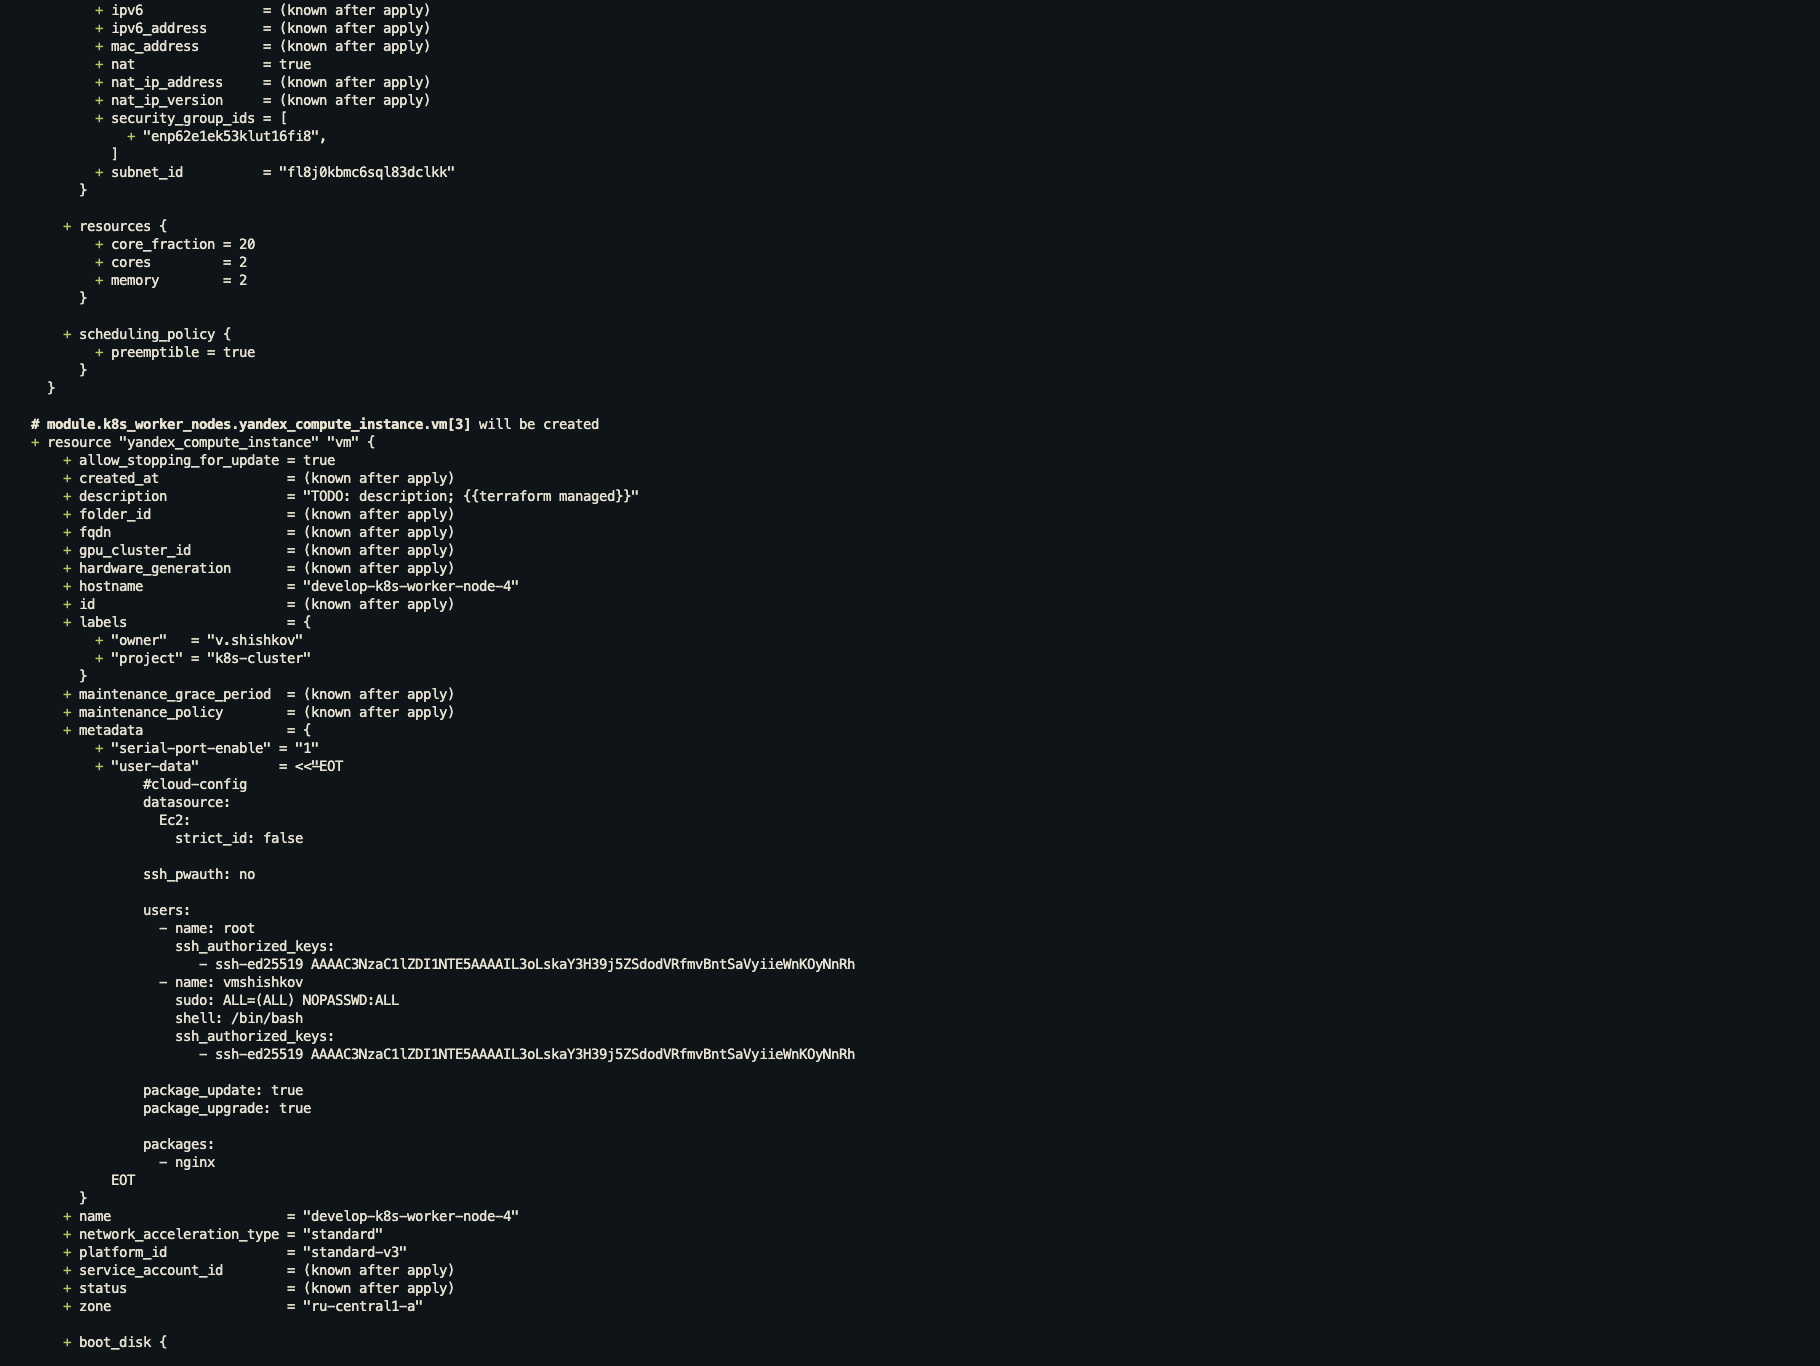 + ipv6               = (known after apply)
+ ipv6_address       = (known after apply)
+ mac_address        = (known after apply)
+ nat                = true
+ nat_ip_address     = (known after apply)
+ nat_ip_version     = (known after apply)
+ security_group_ids = [
+ "enp62e1ek53klut16fi8",
]
+ subnet_id          = "fl8j0kbmc6sql83dclkk"
}
+ resources {
+ core_fraction = 20
+ cores         = 2
+ memory        = 2
}
+ scheduling_policy {
+ preemptible = true
}
}
# module.k8s_worker_nodes.yandex_compute_instance.vm[3] will be created
+ resource "yandex_compute_instance" "vm" {
+ allow_stopping_for_update = true
+ created_at                = (known after apply)
+ description               = "TODO: description; {{terraform managed}}"
+ folder_id                 = (known after apply)
+ fqdn                      = (known after apply)
+ gpu_cluster_id            = (known after apply)
+ hardware_generation       = (known after apply)
+ hostname                  = "develop-k8s-worker-node-4"
+ id                        = (known after apply)
+ labels                    = {
+ "owner"   = "v.shishkov"
+ "project" = "k8s-cluster"
}
+ maintenance_grace_period  = (known after apply)
+ maintenance_policy        = (known after apply)
+ metadata                  = {
+ "serial-port-enable" = "1"
+ "user-data"          = <<-EOT
#cloud-config
datasource:
Ec2:
strict_id: false
ssh_pwauth: no
users:
- name: root
ssh_authorized_keys:
- ssh-ed25519 AAAAC3NzaC1lZDI1NTE5AAAAIL3oLskaY3H39j5ZSdodVRfmvBntSaVyiieWnKOyNnRh
- name: vmshishkov
sudo: ALL=(ALL) NOPASSWD:ALL
shell: /bin/bash
ssh_authorized_keys:
- ssh-ed25519 AAAAC3NzaC1lZDI1NTE5AAAAIL3oLskaY3H39j5ZSdodVRfmvBntSaVyiieWnKOyNnRh
package_update: true
package_upgrade: true
packages:
- nginx
EOT
}
+ name                      = "develop-k8s-worker-node-4"
+ network_acceleration_type = "standard"
+ platform_id               = "standard-v3"
+ service_account_id        = (known after apply)
+ status                    = (known after apply)
+ zone                      = "ru-central1-a"
+ boot_disk {